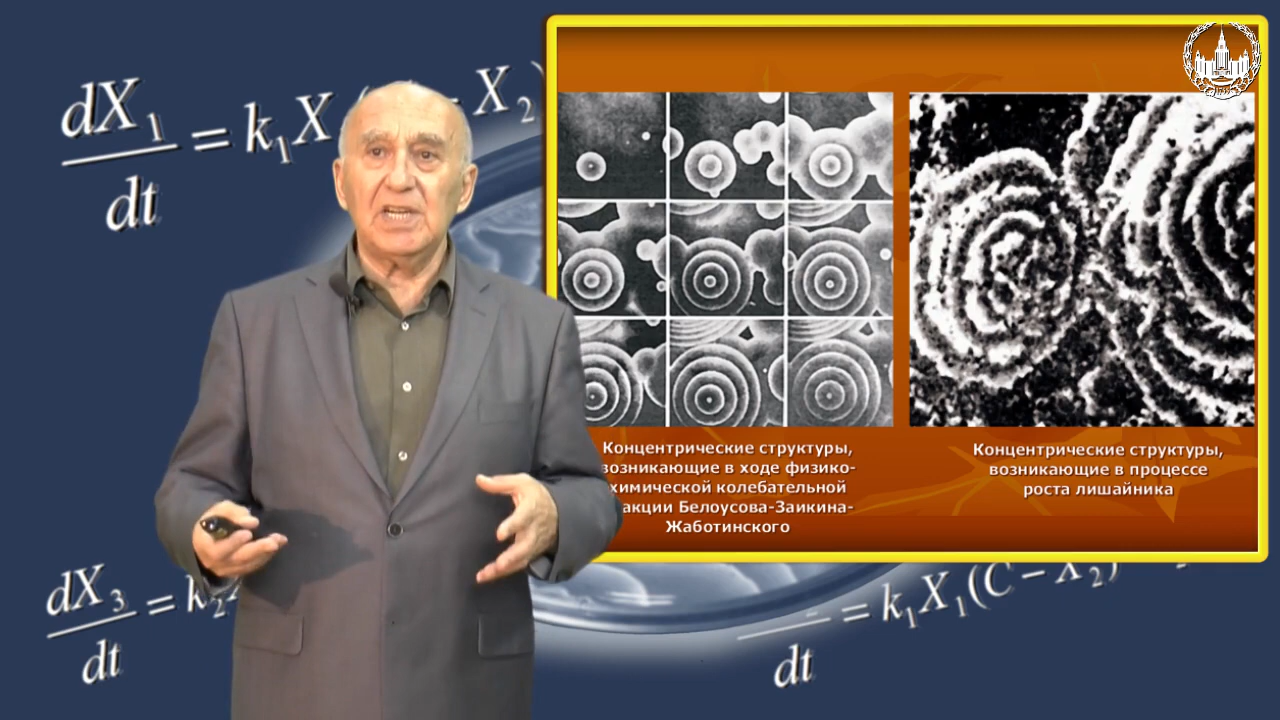 dX₁
dt
= k₁X
- X₂)
Концентрические структуры,
возникающие в ходе физико-
химической колебательной
Белоусова-Заикина-
Жаботинского
Концентрические структуры,
возникающие в процессе
роста лишайника
dX₃
dt
= k₂
dt
= k₁X₁(C - X₂)